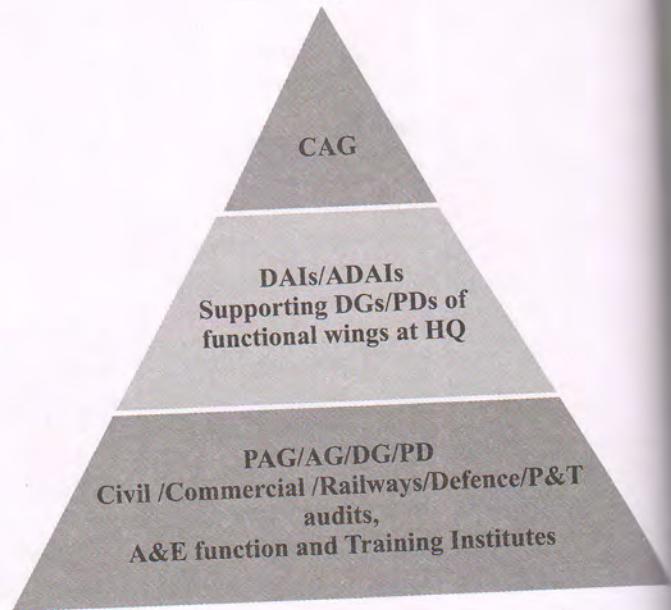 CAG
DAIs/ADAIs
Supporting DGs/PDs of
functional wings at HQ
PAG/AG/DG/PD
Civil /Commercial /Railways/Defence/P&T
audits,
A&E function and Training Institutes